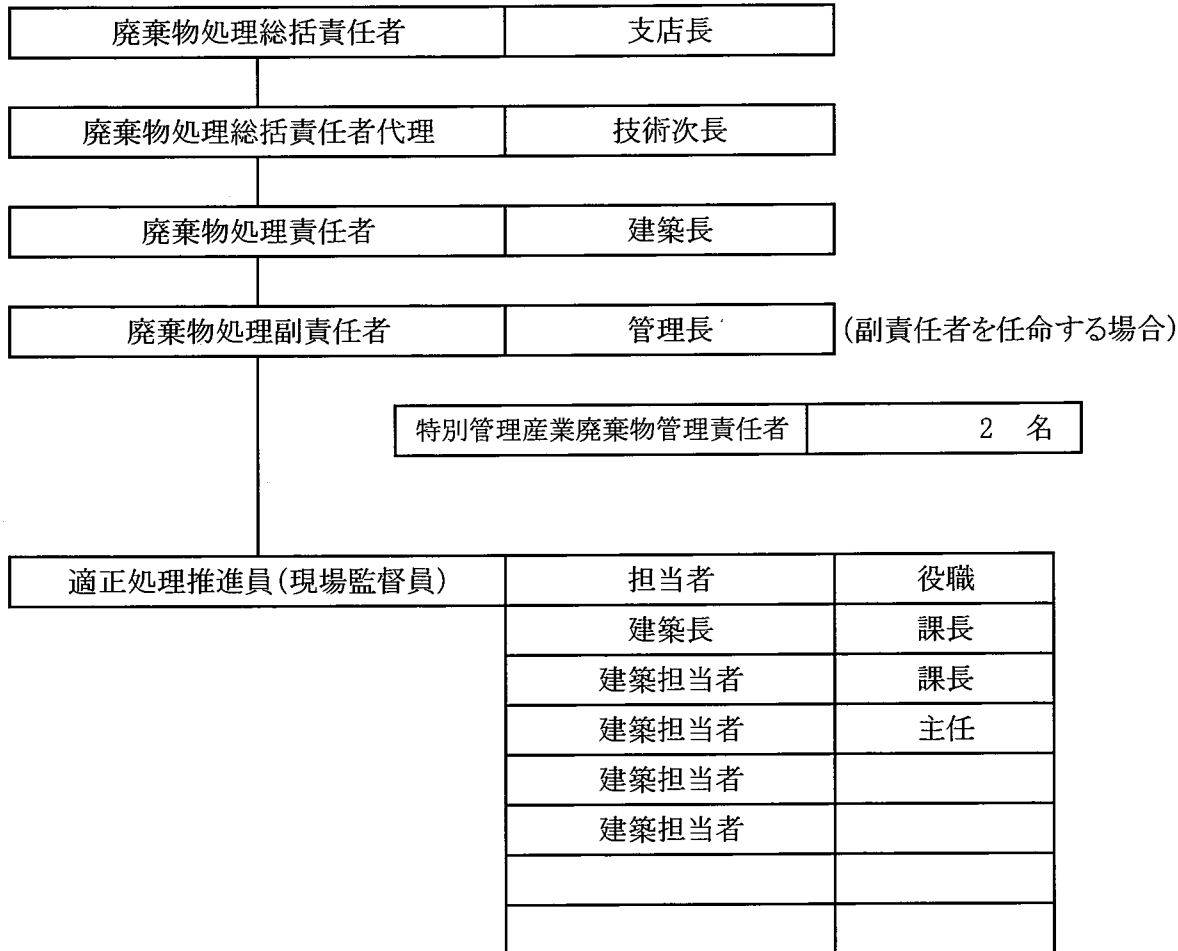 廃棄物処理総括責任者 支店長
廃棄物処理総括責任者代理 技術次長
廃棄物処理責任者 建築長
廃棄物処理副責任者 管理長 (副責任者を任命する場合)
特別管理産業廃棄物管理責任者 2 名
適正処理推進員(現場監督員) 担当者 役職
建築長 課長
建築担当者 課長
建築担当者 主任
建築担当者
建築担当者